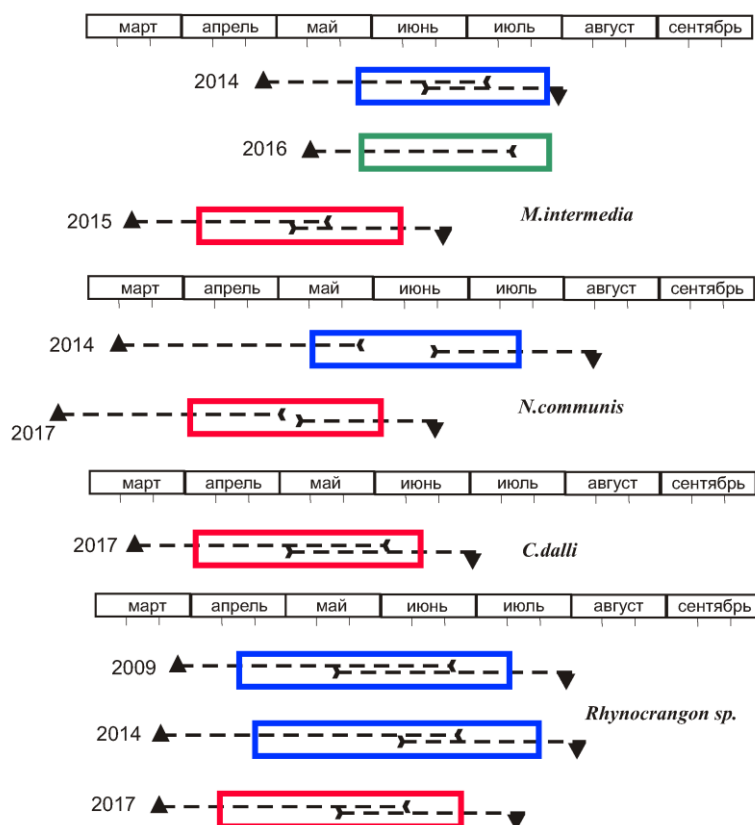 март апрель май июнь июль август сентябрь
2014
2016
2015 M.intermedia
март апрель май июнь июль август сентябрь
2014
N.communis
2017
март апрель май июнь июль август сентябрь
2017 C.dalli
март апрель май июнь июль август сентябрь
2009
Rhynocrangon sp.
2014
2017